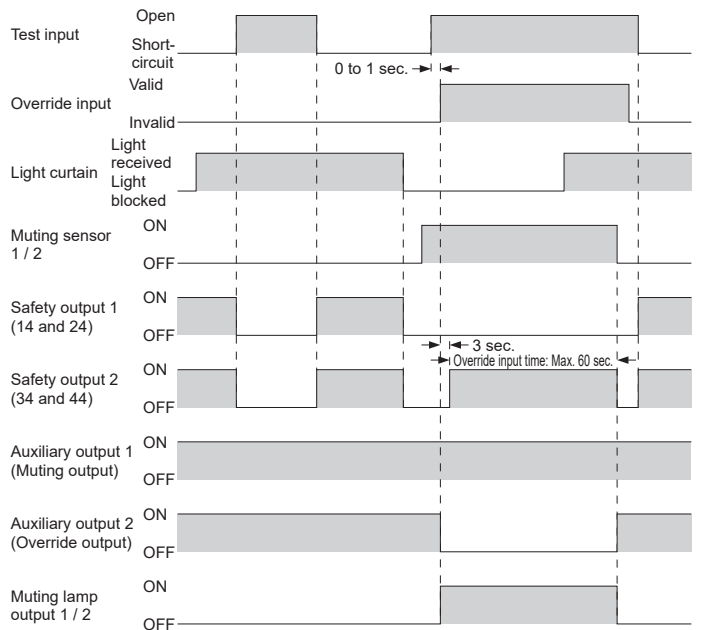 Test input
Open
Short-
circuit
0 to 1 sec.
Override input
Valid
Invalid
Light curtain
Light
received
Light
blocked
Muting sensor
1 / 2
ON
OFF
Safety output 1
(14 and 24)
ON
OFF
3 sec.
Override input time: Max. 60 sec.
Safety output 2
(34 and 44)
ON
OFF
Auxiliary output 1
(Muting output)
ON
OFF
Auxiliary output 2
(Override output)
ON
OFF
Muting lamp
output 1 / 2
ON
OFF